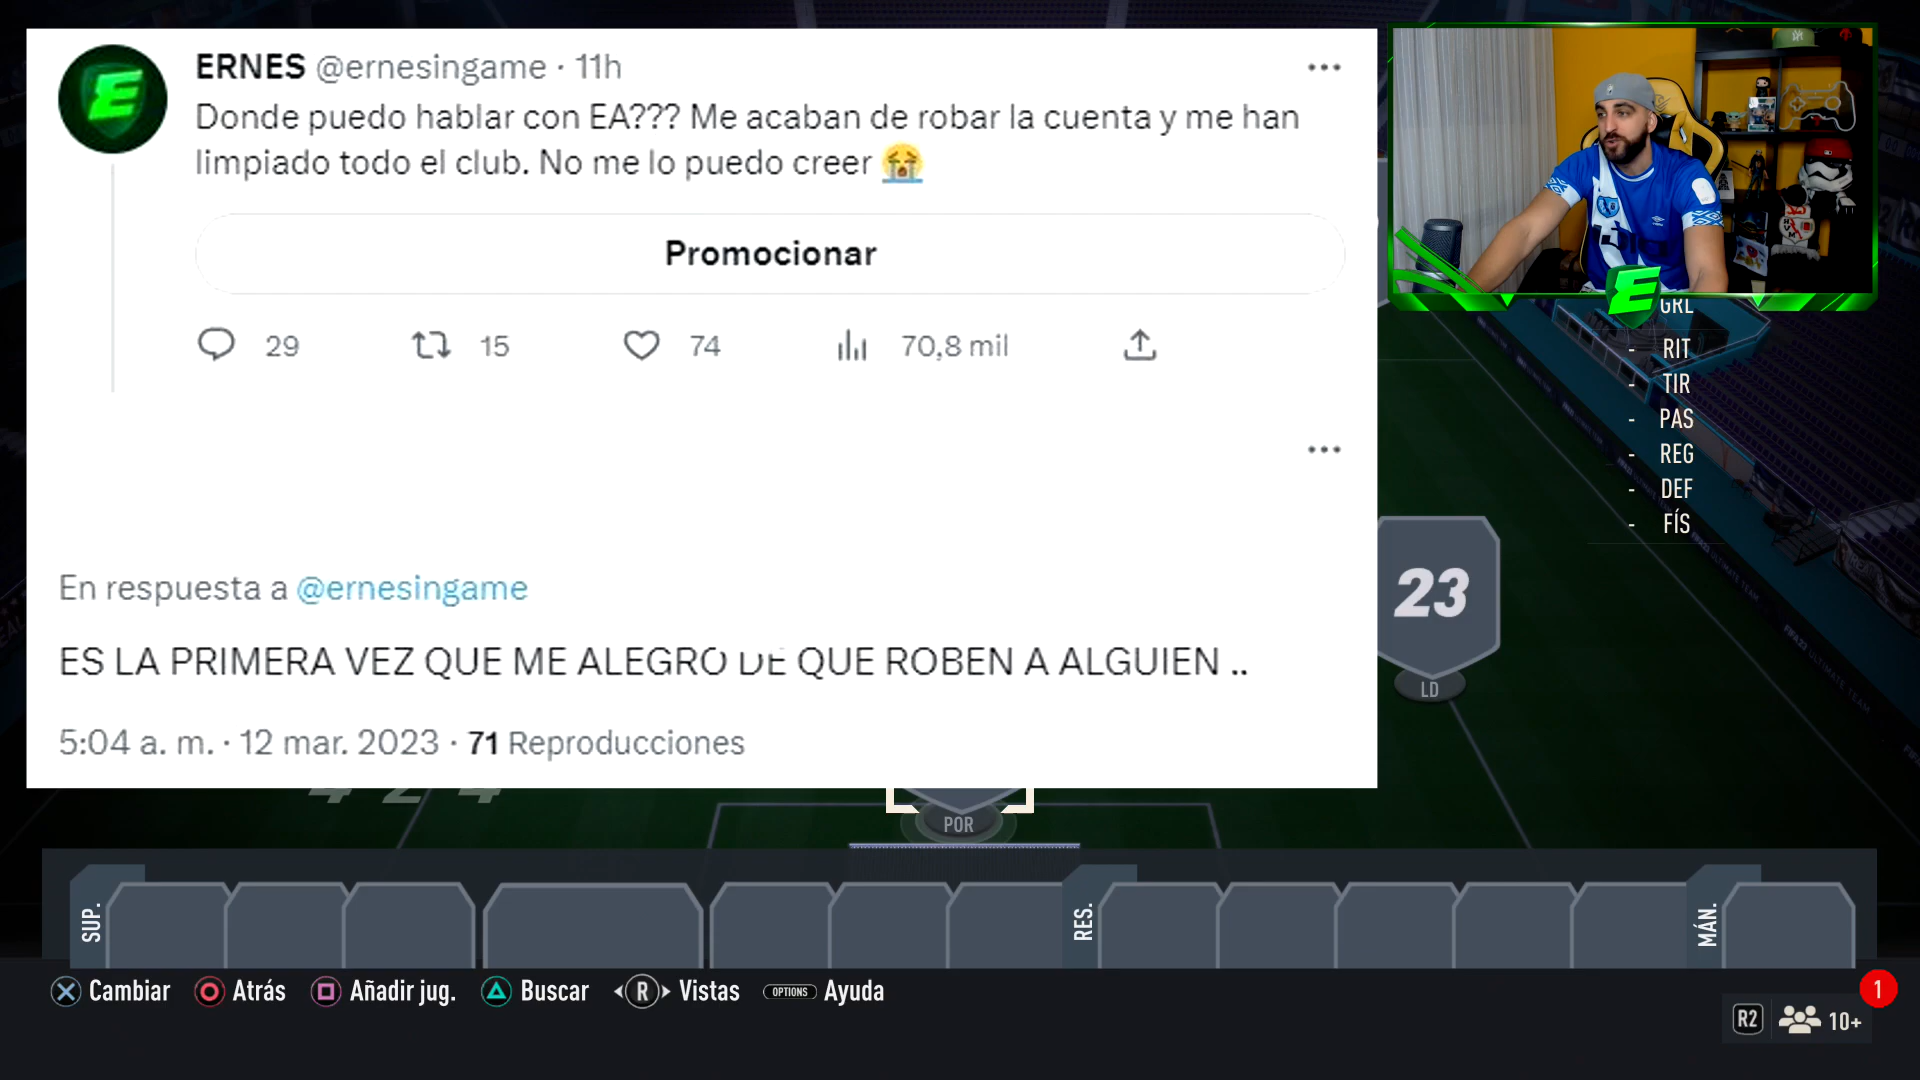 ERNES @ernesingame · 11h
Donde puedo hablar con EA??? Me acaban de robar la cuenta y me han
limpiado todo el club. No me lo puedo creer 😭
Promocionar
29 15 74 70,8 mil
En respuesta a @ernesingame
ES LA PRIMERA VEZ QUE ME ALEGRO DE QUE ROBEN A ALGUIEN ..
5:04 a. m. · 12 mar. 2023 · 71 Reproducciones
E
GRL
- RIT
- TIR
- PAS
- REG
- DEF
- FÍS
23
LD
4 2 4
POR
SUP.
RES.
MÁN.
Cambiar Atrás Añadir jug. Buscar R Vistas OPTIONS Ayuda
1
R2 10+